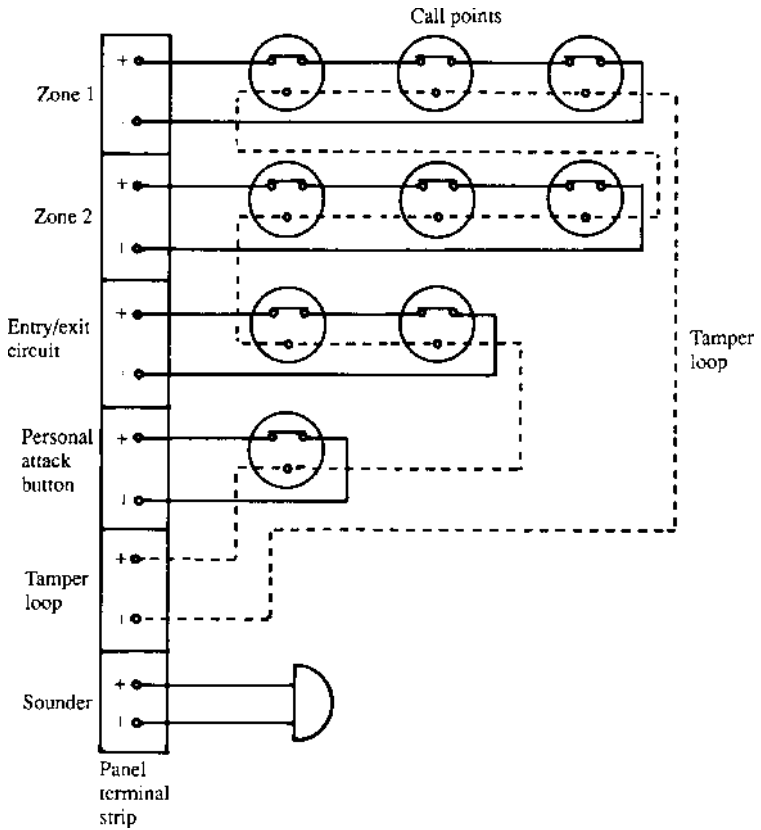 Call points
+
Zone 1
+
Zone 2
+
Entry/exit
circuit
+
Tamper
loop
Personal
attack
button
+
+
Tamper
loop
+
Sounder
Panel
terminal
strip